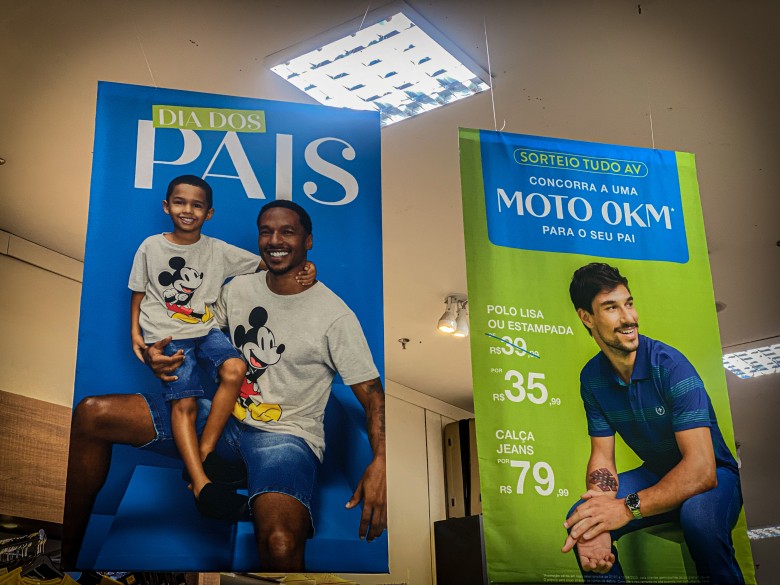 DIA DOS
PAIS
SORTEIO TUDO AV
CONCORRA A UMA
MOTO 0KM*
PARA O SEU PAI
POLO LISA
OU ESTAMPADA
DE
R$39,99
POR
R$35,99
CALÇA
JEANS
POR
R$79,99